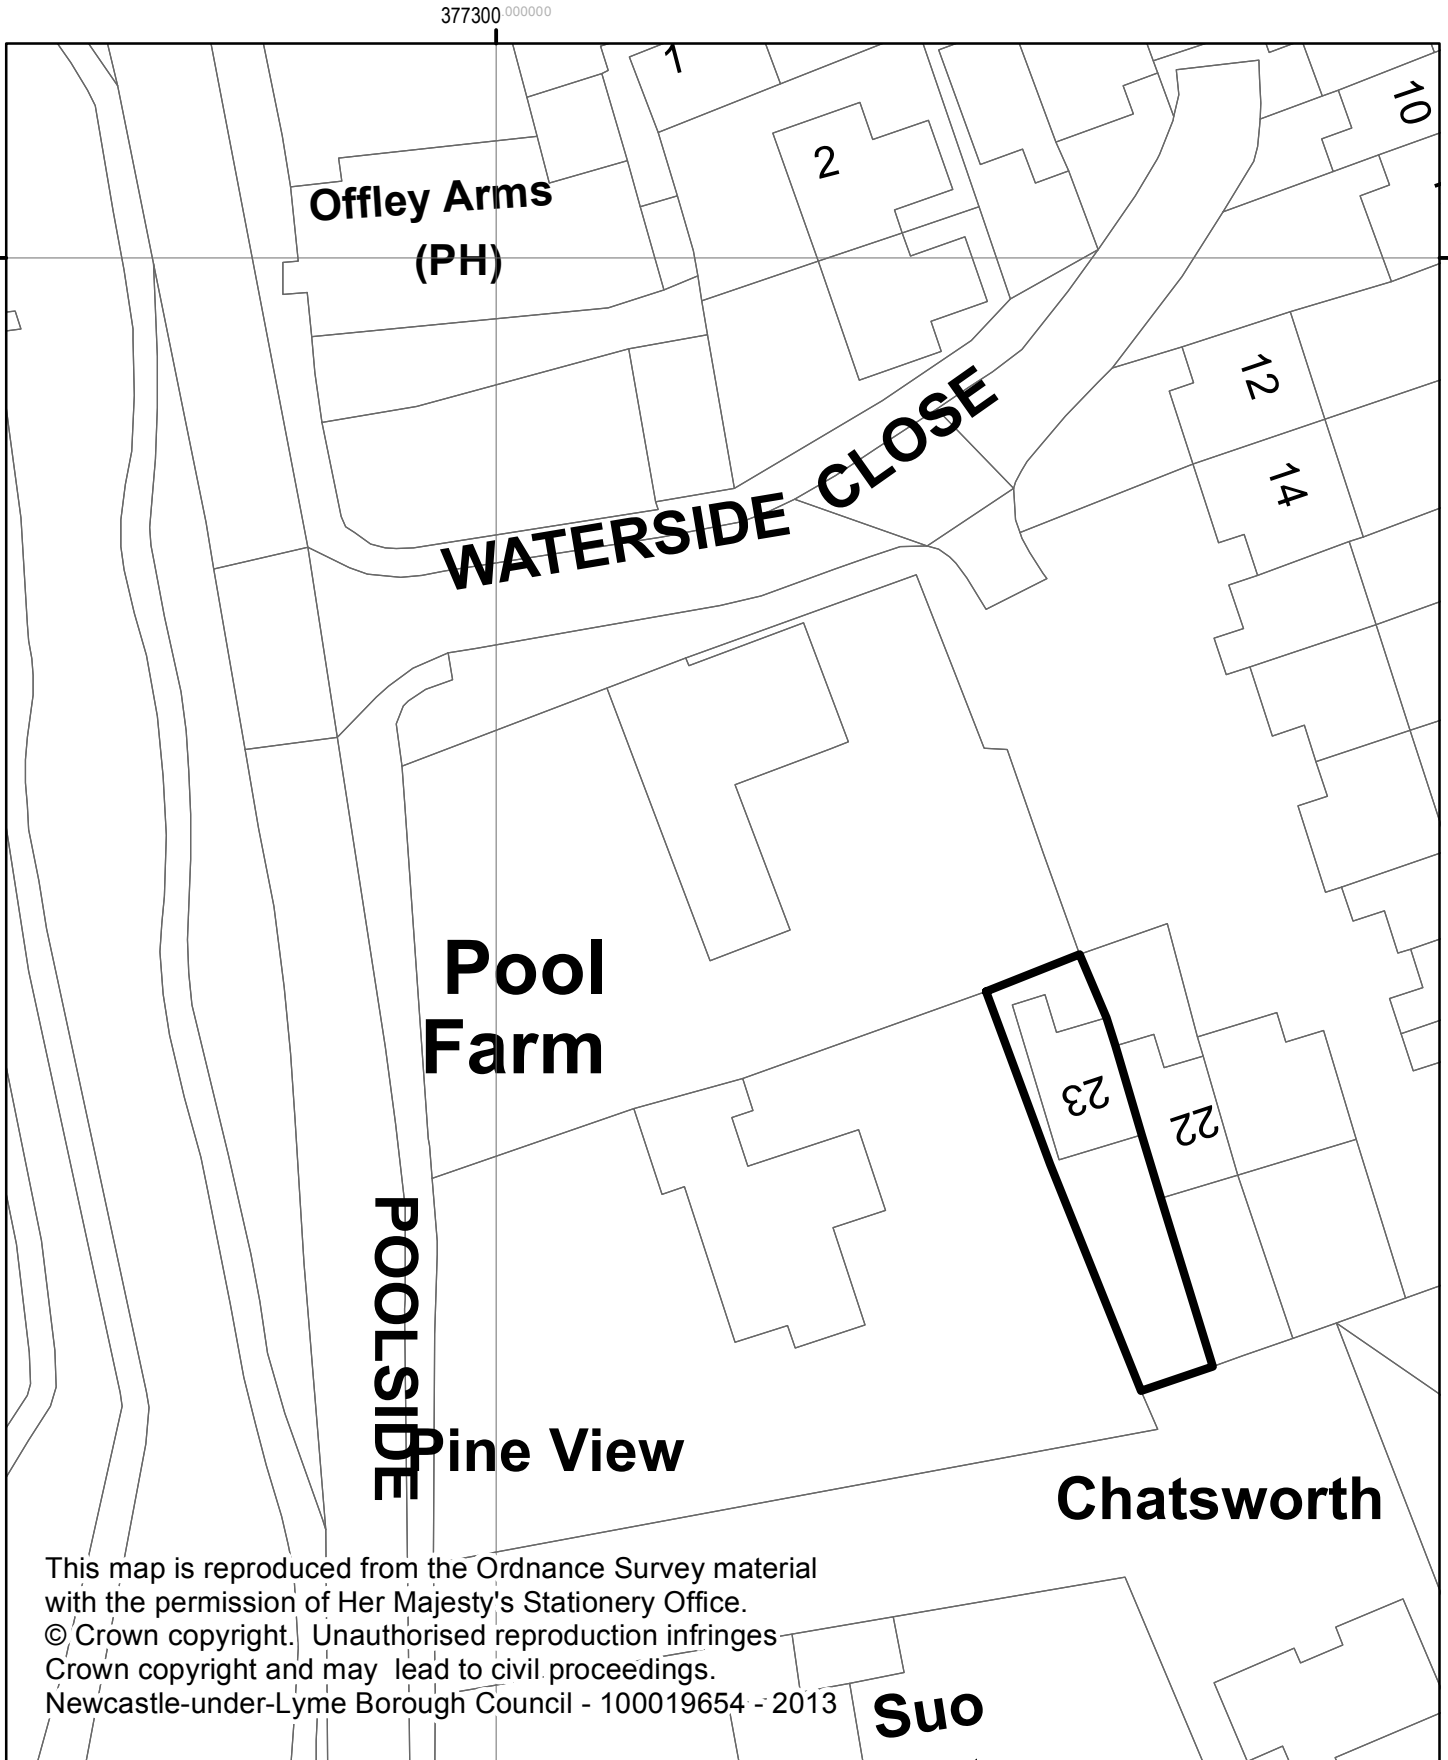 377300.000000
1
2
10
Offley Arms
(PH)
12
14
WATERSIDE CLOSE
Pool
Farm
23
22
POOLSIDE
Pine View
Chatsworth
This map is reproduced from the Ordnance Survey material
with the permission of Her Majesty's Stationery Office.
© Crown copyright. Unauthorised reproduction infringes
Crown copyright and may lead to civil proceedings.
Newcastle-under-Lyme Borough Council - 100019654 - 2013
Suo